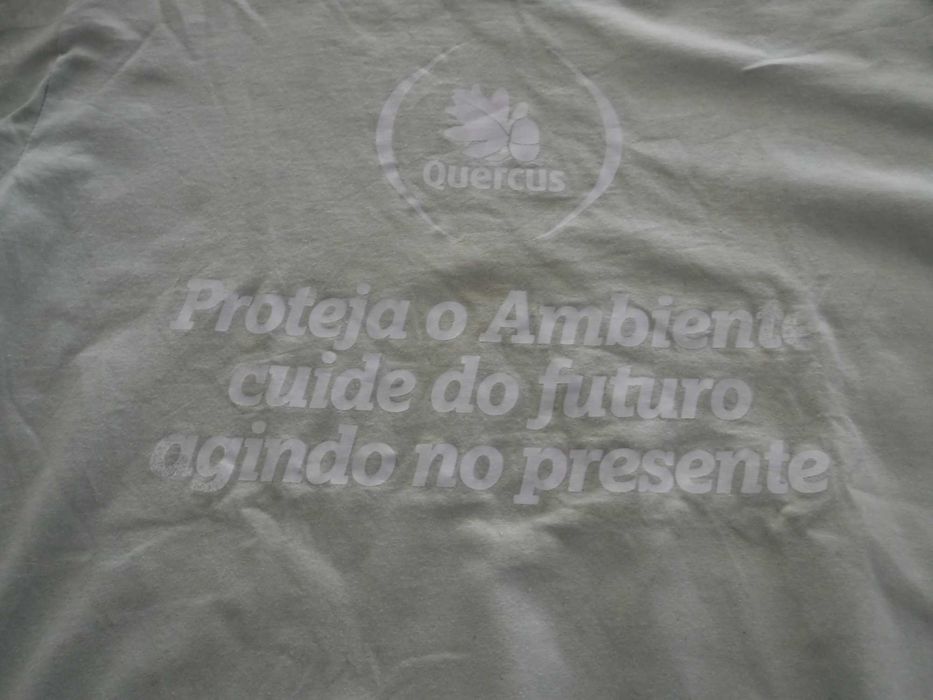 Quercus
Proteja o Ambiente
cuide do futuro
agindo no presente